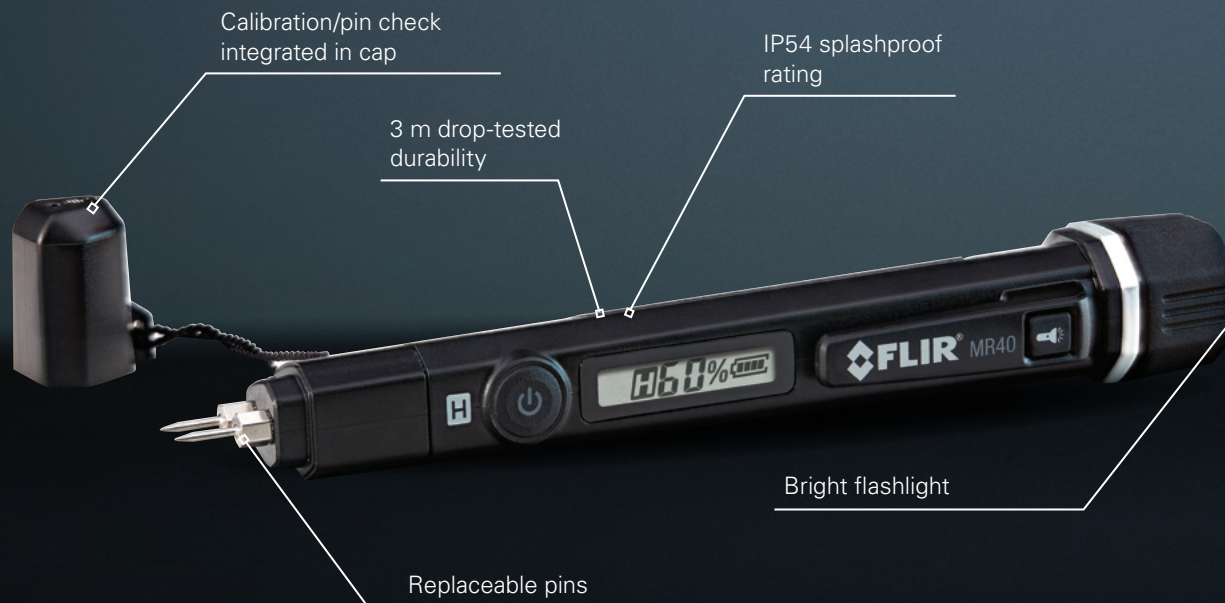 Calibration/pin check
integrated in cap
IP54 splashproof
rating
3 m drop-tested
durability
FLIR® MR40
H60%
H
Bright flashlight
Replaceable pins